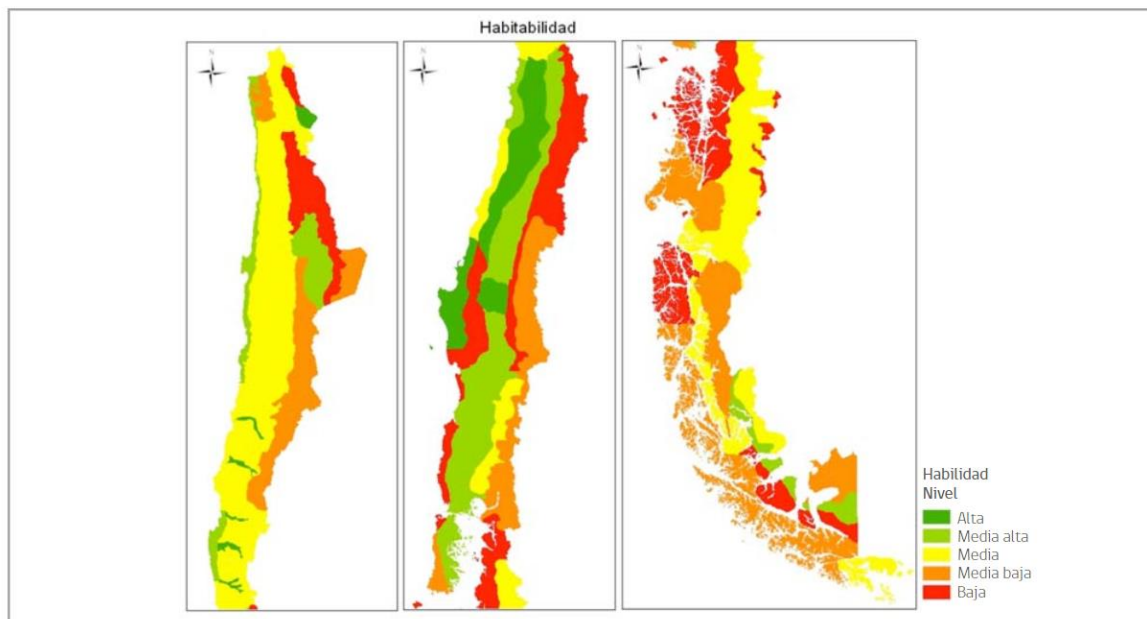 Habitabilidad
N
N
N
Habilidad
Nivel
Alta
Media alta
Media
Media baja
Baja